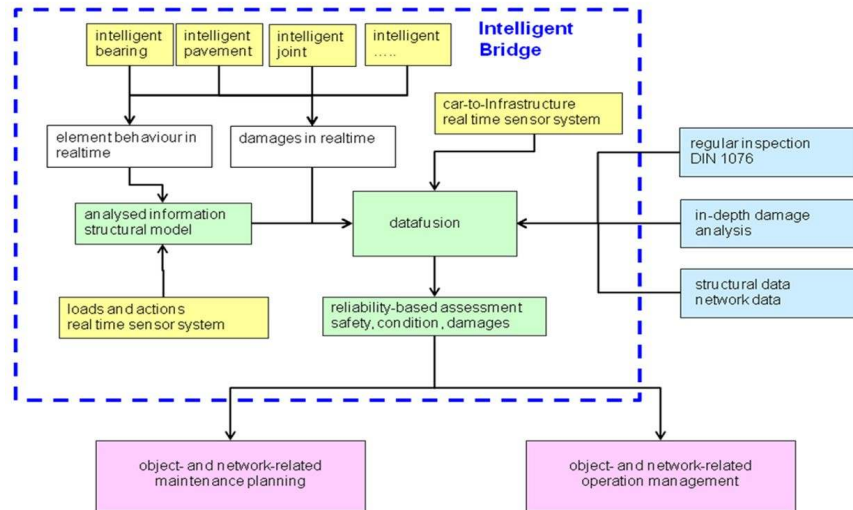 Intelligent
Bridge
intelligent
bearing
intelligent
pavement
intelligent
joint
intelligent
.....
car-to-Infrastructure
real time sensor system
element behaviour in
realtime
damages in realtime
regular inspection
DIN 1076
analysed information
structural model
datafusion
in-depth damage
analysis
loads and actions
real time sensor system
reliability-based assessment
safety, condition, damages
structural data
network data
object- and network-related
maintenance planning
object- and network-related
operation management